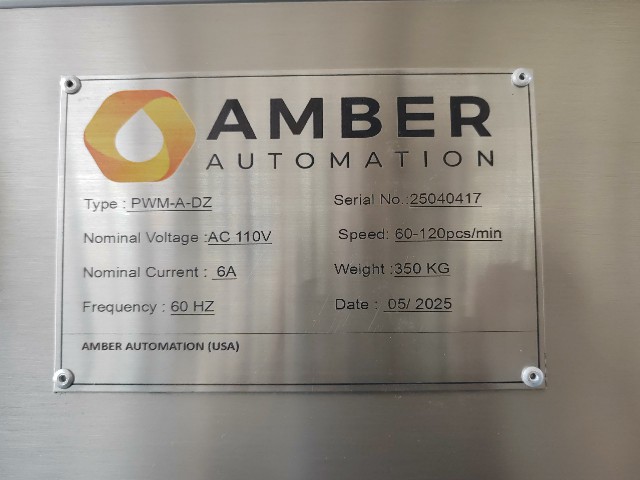 AMBER
AUTOMATION
Type : PWM-A-DZ
Serial No.:25040417
Nominal Voltage :AC 110V
Speed: 60-120pcs/min
Nominal Current : 6A
Weight :350 KG
Frequency : 60 HZ
Date : 05/ 2025
AMBER AUTOMATION (USA)